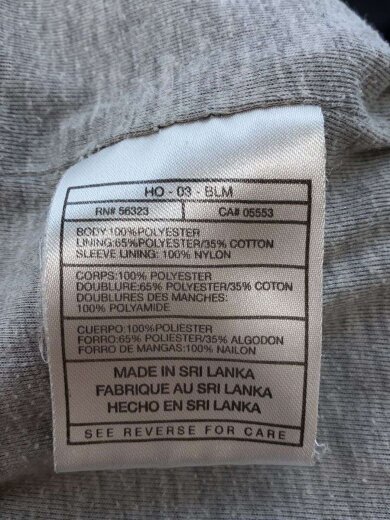 HO - 03 - BLM
RN# 56323 CA# 05553
BODY:100%POLYESTER
LINING:65%POLYESTER/35% COTTON
SLEEVE LINING: 100% NYLON
CORPS:100% POLYESTER
DOUBLURE:65% POLYESTER/35% COTON
DOUBLURES DES MANCHES:
100% POLYAMIDE
CUERPO:100%POLIESTER
FORRO:65% POLIESTER/35% ALGODON
FORRO DE MANGAS:100% NAILON
MADE IN SRI LANKA
FABRIQUE AU SRI LANKA
HECHO EN SRI LANKA
SEE REVERSE FOR CARE